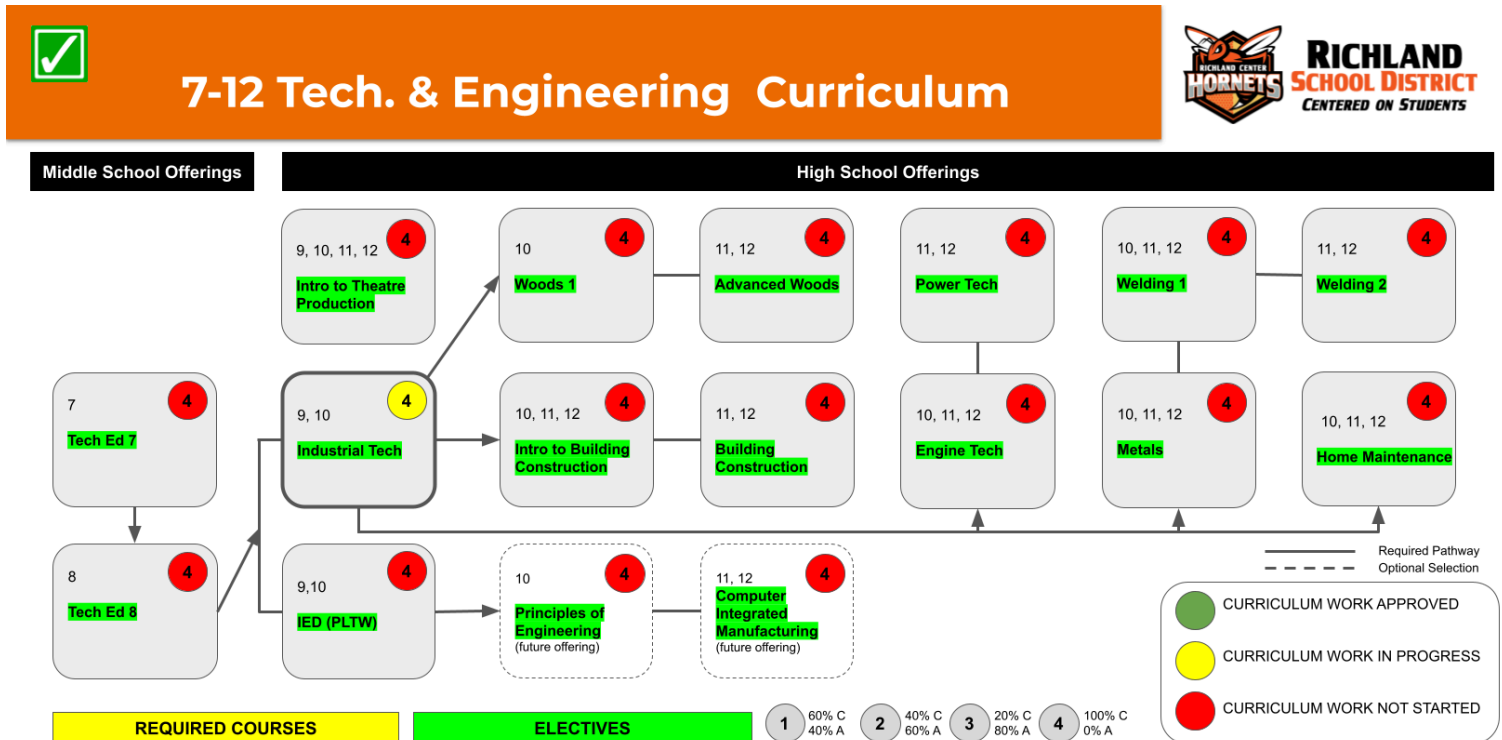 7-12 Tech. & Engineering Curriculum
RICHLAND CENTER
HORNETS
RICHLAND
SCHOOL DISTRICT
CENTERED ON STUDENTS
Middle School Offerings
High School Offerings
9, 10, 11, 12
4
Intro to Theatre
Production
10
4
Woods 1
11, 12
4
Advanced Woods
11, 12
4
Power Tech
10, 11, 12
4
Welding 1
11, 12
4
Welding 2
7
4
Tech Ed 7
9, 10
4
Industrial Tech
10, 11, 12
4
Intro to Building
Construction
11, 12
4
Building
Construction
10, 11, 12
4
Engine Tech
10, 11, 12
4
Metals
10, 11, 12
4
Home Maintenance
8
4
Tech Ed 8
9,10
4
IED (PLTW)
10
4
Principles of
Engineering
(future offering)
11, 12
4
Computer
Integrated
Manufacturing
(future offering)
Required Pathway
Optional Selection
CURRICULUM WORK APPROVED
CURRICULUM WORK IN PROGRESS
CURRICULUM WORK NOT STARTED
REQUIRED COURSES
ELECTIVES
1
60% C
40% A
2
40% C
60% A
3
20% C
80% A
4
100% C
0% A